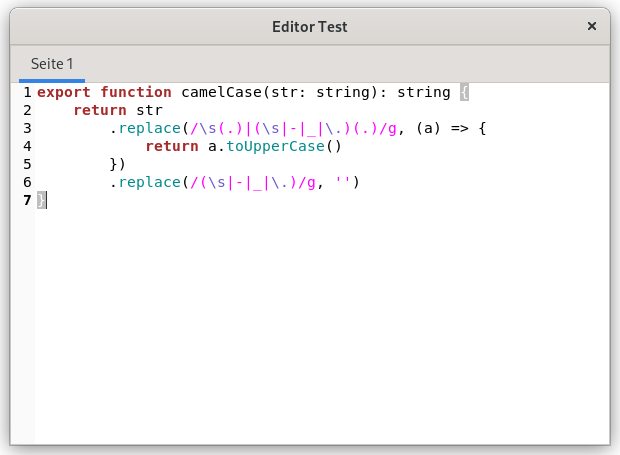 Editor Test
×
Seite 1
1 export function camelCase(str: string): string {
2     return str
3         .replace(/\s(.)|(\s|-|_|\.)(.)/g, (a) => {
4             return a.toUpperCase()
5         })
6         .replace(/(\s|-|_|\.)/g, '')
7 }